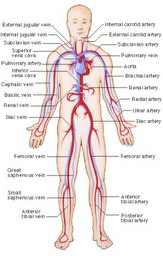 External jugular vein
Internal jugular vein
Subclavian vein
Superior
vena cava
Pulmonary artery
Inferior
vena cava
Cephalic vein
Basilic vein
Renal vein
Iliac vein
Femoral vein
Great
saphenous vein
Small
saphenous vein
Anterior
tibial vein
Internal carotid artery
External carotid artery
Subclavian artery
Aorta
Brachial artery
Renal artery
Radial artery
Ulnar artery
Iliac artery
Femoral artery
Anterior
tibial artery
Posterior
tibial artery